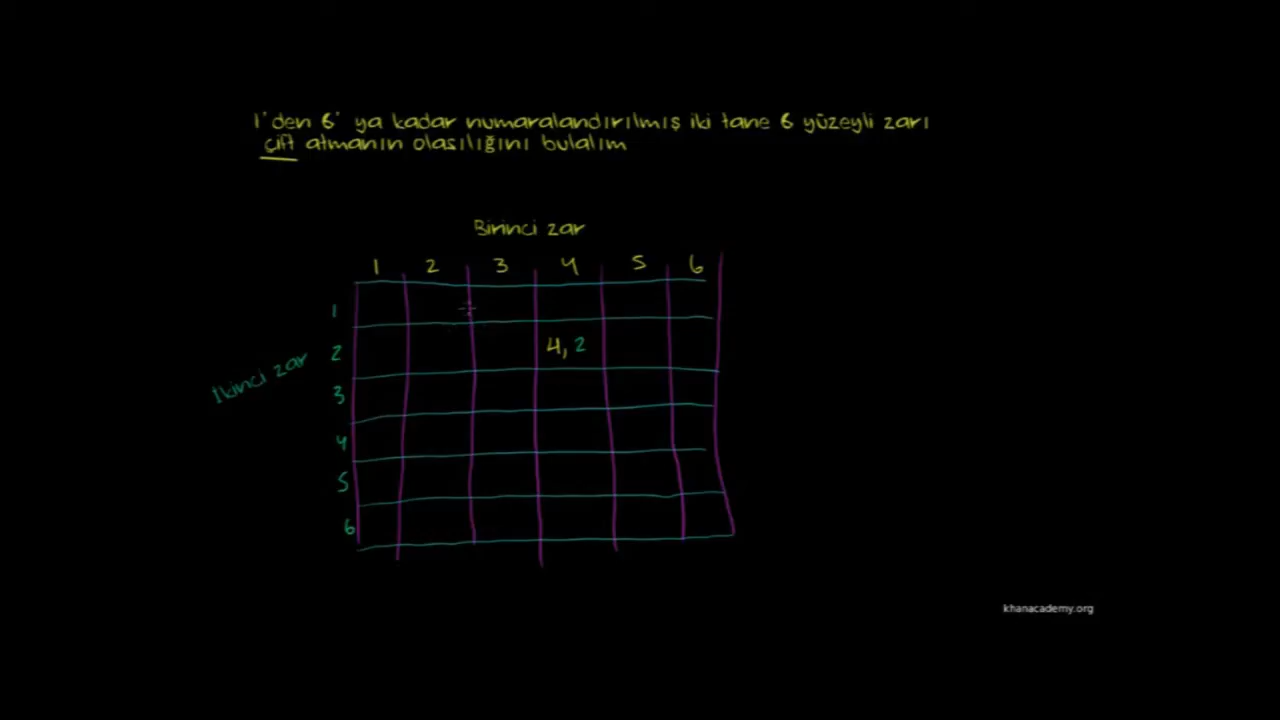 1'den 6'ya kadar numaralandırılmış iki tane 6 yüzeyli zarı
çift atmanın olasılığını bulalım
Birinci zar
1 2 3 4 5 6
1
İkinci zar
2 4,2
3
4
5
6
khanacademy.org